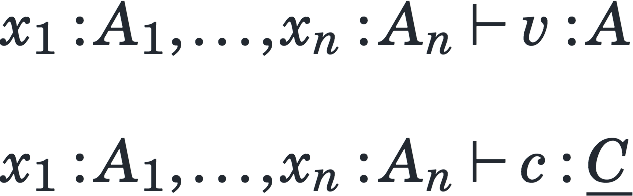 x₁ : A₁, …, xₙ : Aₙ ⊢ v : A
x₁ : A₁, …, xₙ : Aₙ ⊢ c : C̲